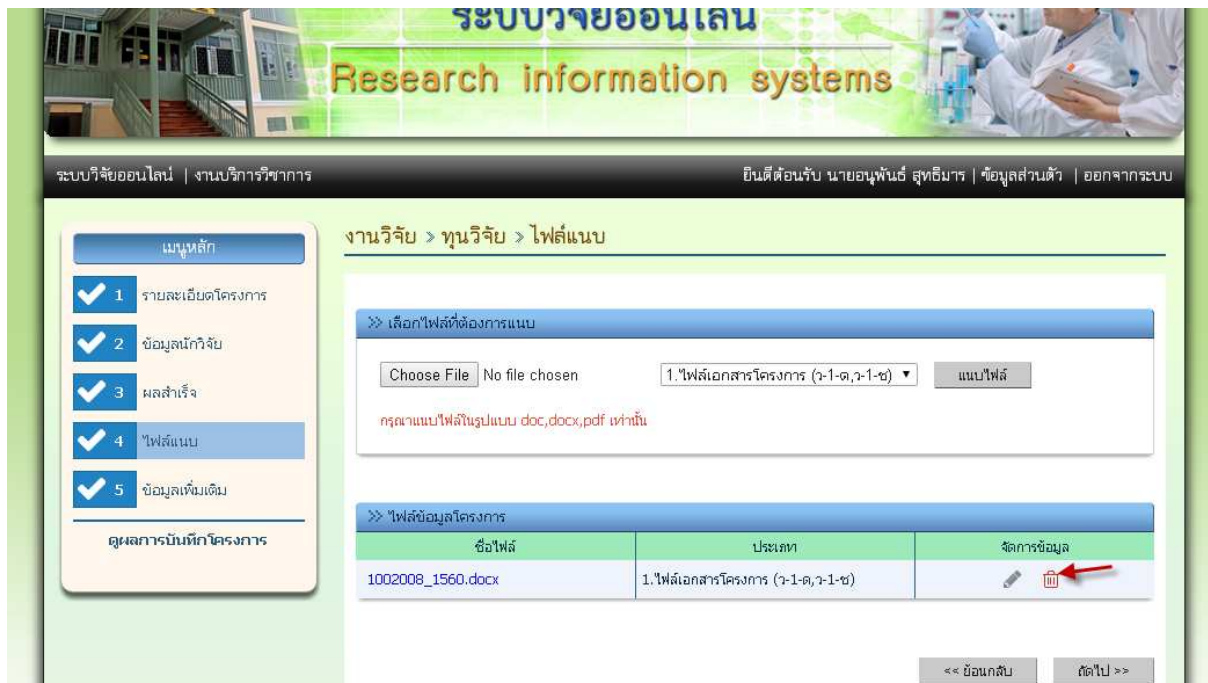 ระบบวิจัยออนไลน์
Research information systems
ระบบวิจัยออนไลน์ | งานบริการวิชาการ
ยินดีต้อนรับ นายอนุพันธ์ สุทธิมาร | ข้อมูลส่วนตัว | ออกจากระบบ
เมนูหลัก
1 รายละเอียดโครงการ
2 ข้อมูลนักวิจัย
3 ผลสำเร็จ
4 ไฟล์แนบ
5 ข้อมูลเพิ่มเติม
ดูผลการบันทึกโครงการ
งานวิจัย » ทุนวิจัย » ไฟล์แนบ
>> เลือกไฟล์ที่ต้องการแนบ
Choose File No file chosen 1.ไฟล์เอกสารโครงการ (ว-1-ด,ว-1-ช) ▼ แนบไฟล์
กรุณาแนบไฟล์ในรูปแบบ doc,docx,pdf เท่านั้น
>> ไฟล์ข้อมูลโครงการ
ชื่อไฟล์ ประเภท จัดการข้อมูล
1002008_1560.docx 1.ไฟล์เอกสารโครงการ (ว-1-ด,ว-1-ช)
<< ย้อนกลับ ถัดไป >>